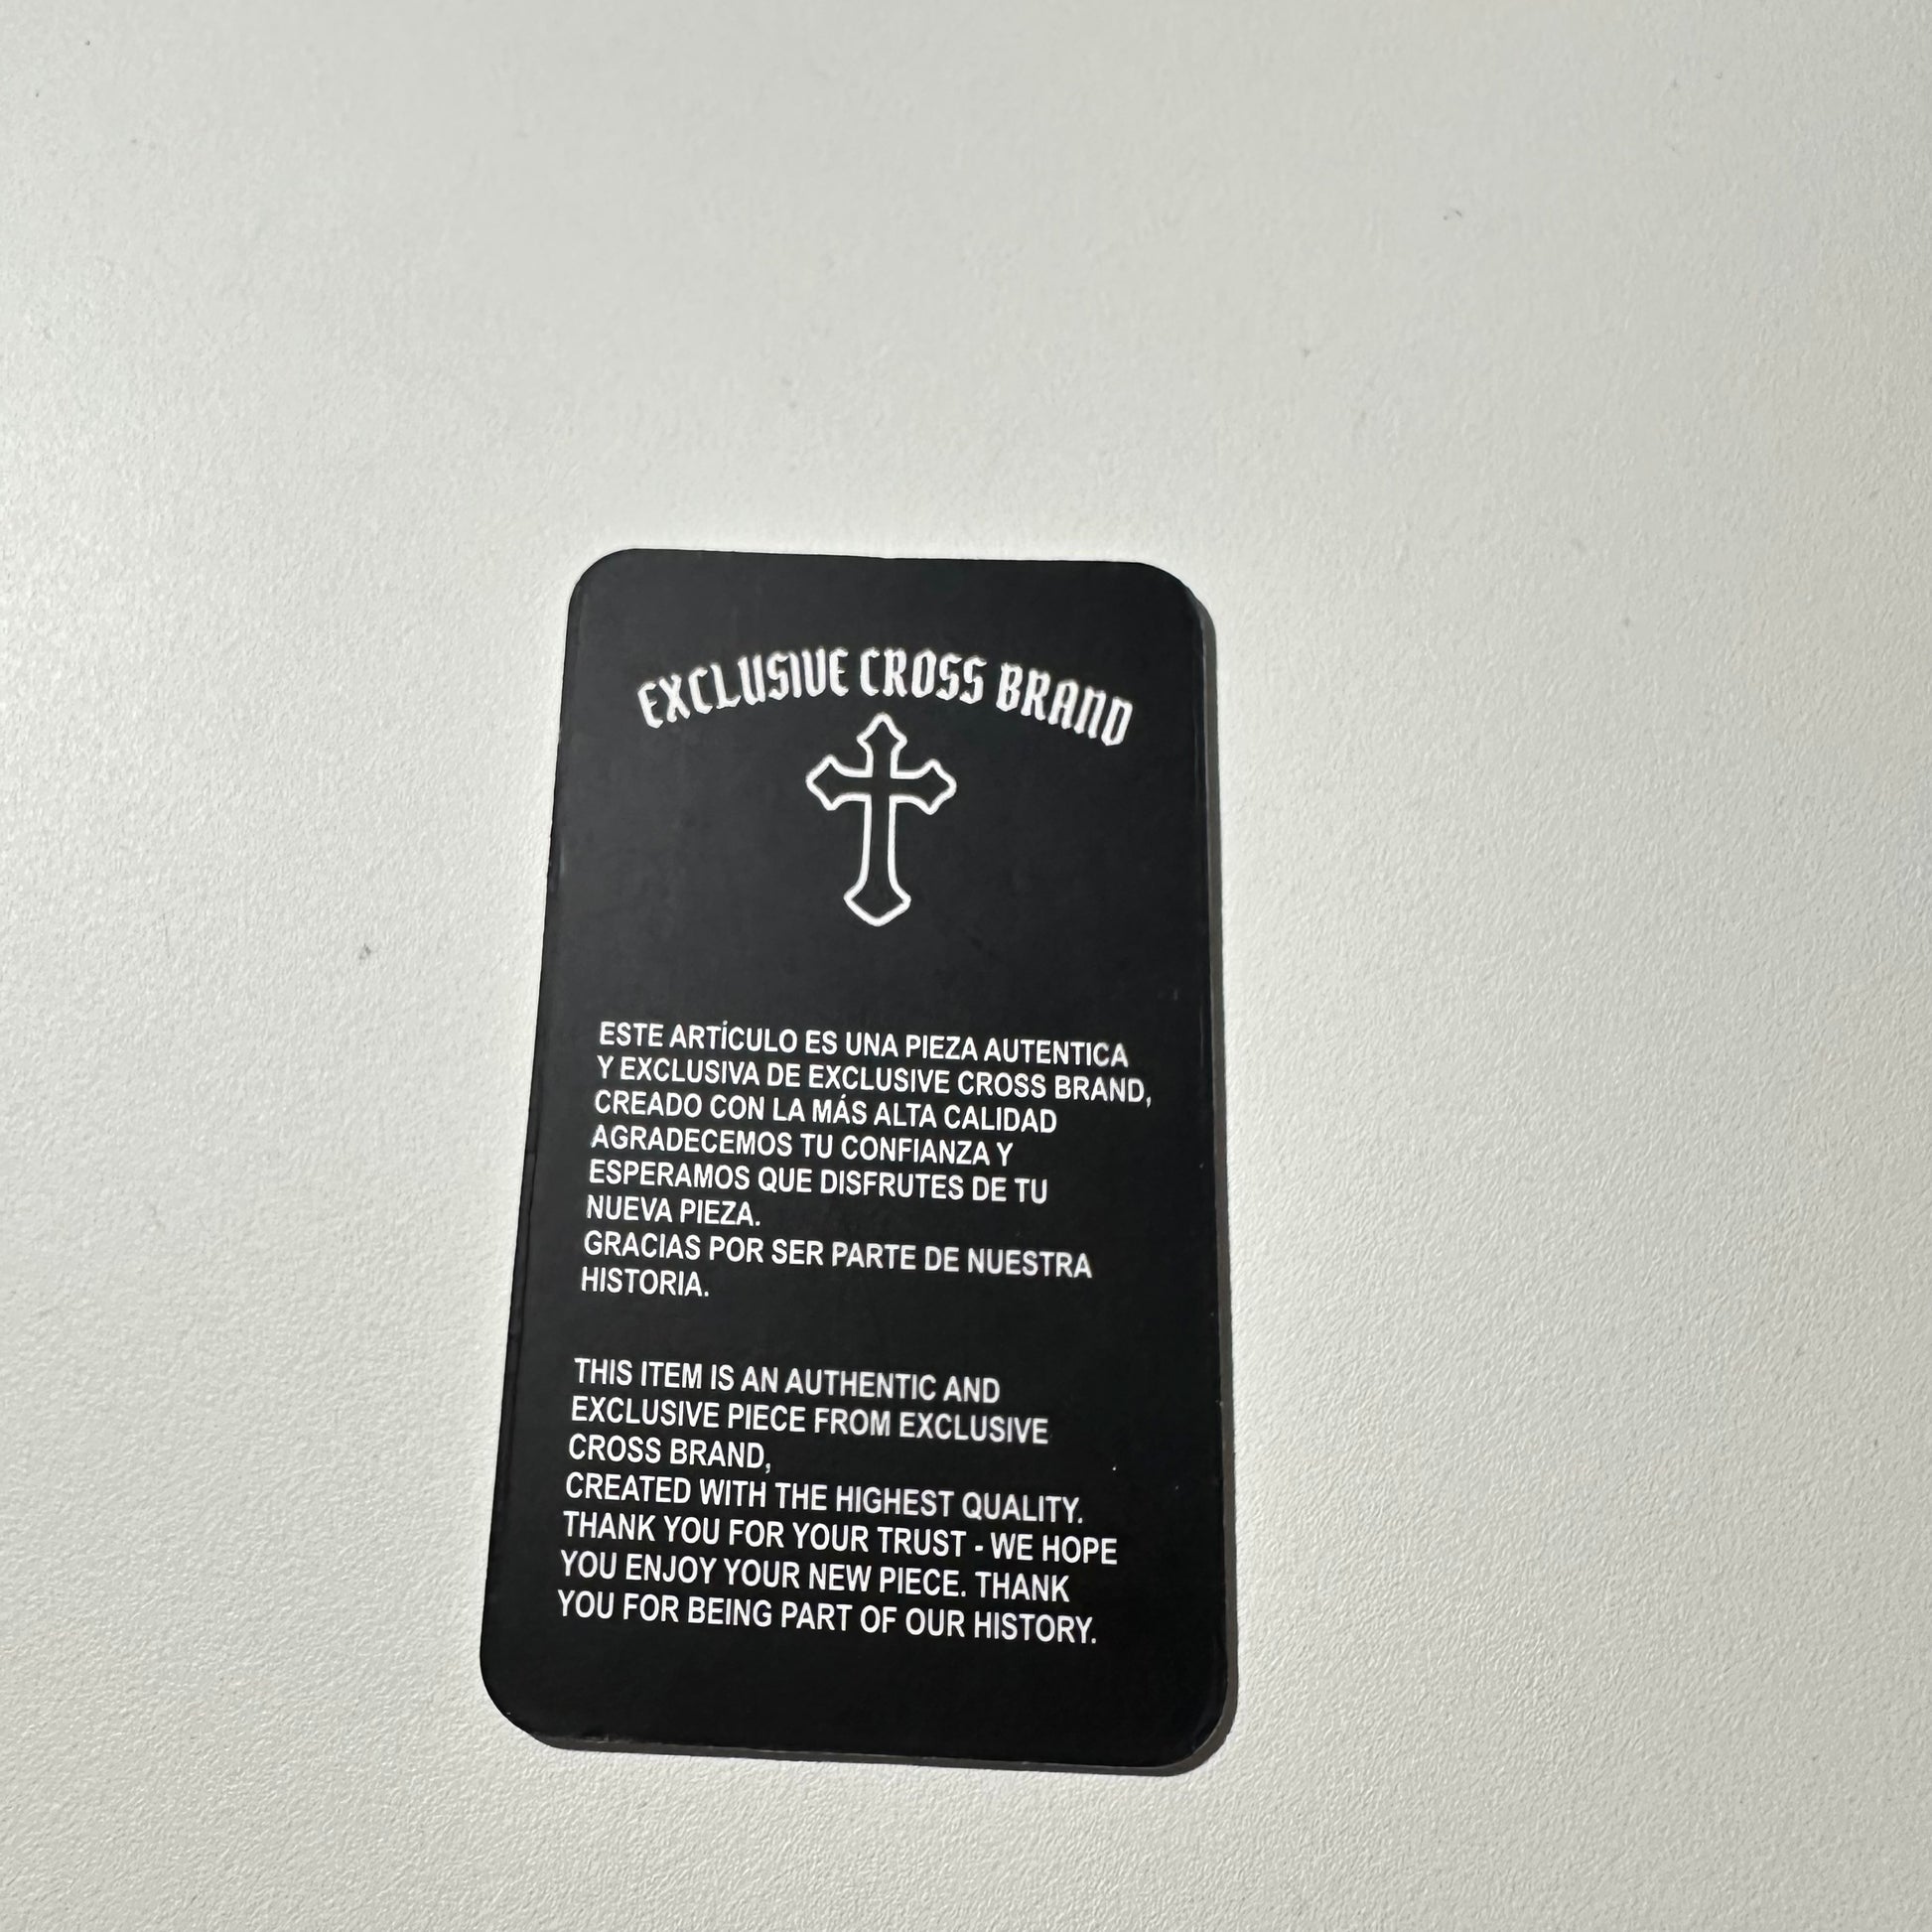 EXCLUSIVE CROSS BRAND
ESTE ARTÍCULO ES UNA PIEZA AUTENTICA
Y EXCLUSIVA DE EXCLUSIVE CROSS BRAND,
CREADO CON LA MÁS ALTA CALIDAD
AGRADECEMOS TU CONFIANZA Y
ESPERAMOS QUE DISFRUTES DE TU
NUEVA PIEZA.
GRACIAS POR SER PARTE DE NUESTRA
HISTORIA.
THIS ITEM IS AN AUTHENTIC AND
EXCLUSIVE PIECE FROM EXCLUSIVE
CROSS BRAND,
CREATED WITH THE HIGHEST QUALITY.
THANK YOU FOR YOUR TRUST - WE HOPE
YOU ENJOY YOUR NEW PIECE. THANK
YOU FOR BEING PART OF OUR HISTORY.